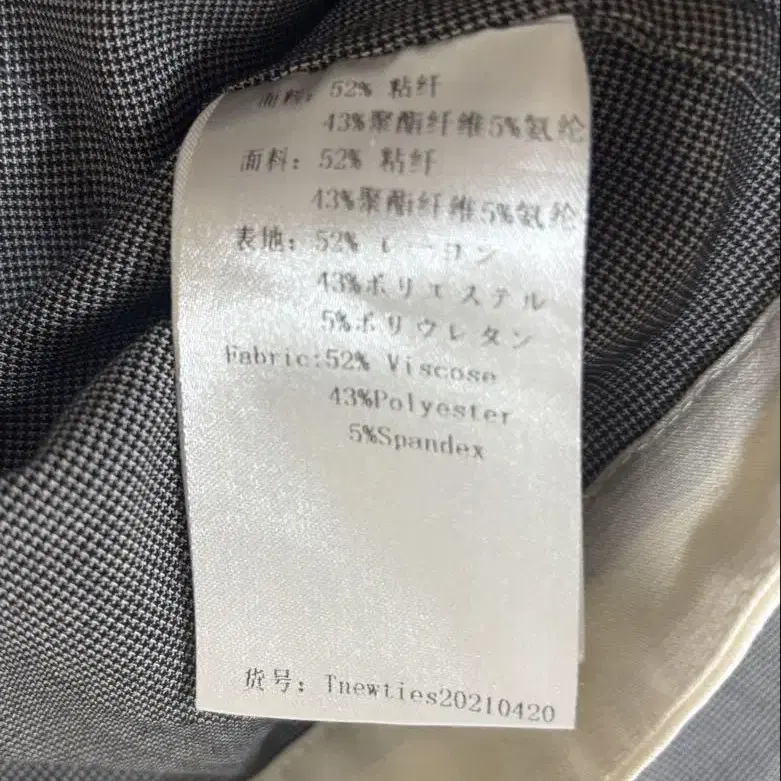 面料：52% 粘纤
43%聚酯纤维5%氨纶
面料：52% 粘纤
43%聚酯纤维5%氨纶
表地：52% レーヨン
43%ポリエステル
5%ポリウレタン
Fabric:52% Viscose
43%Polyester
5%Spandex
货号：Tnewties20210420